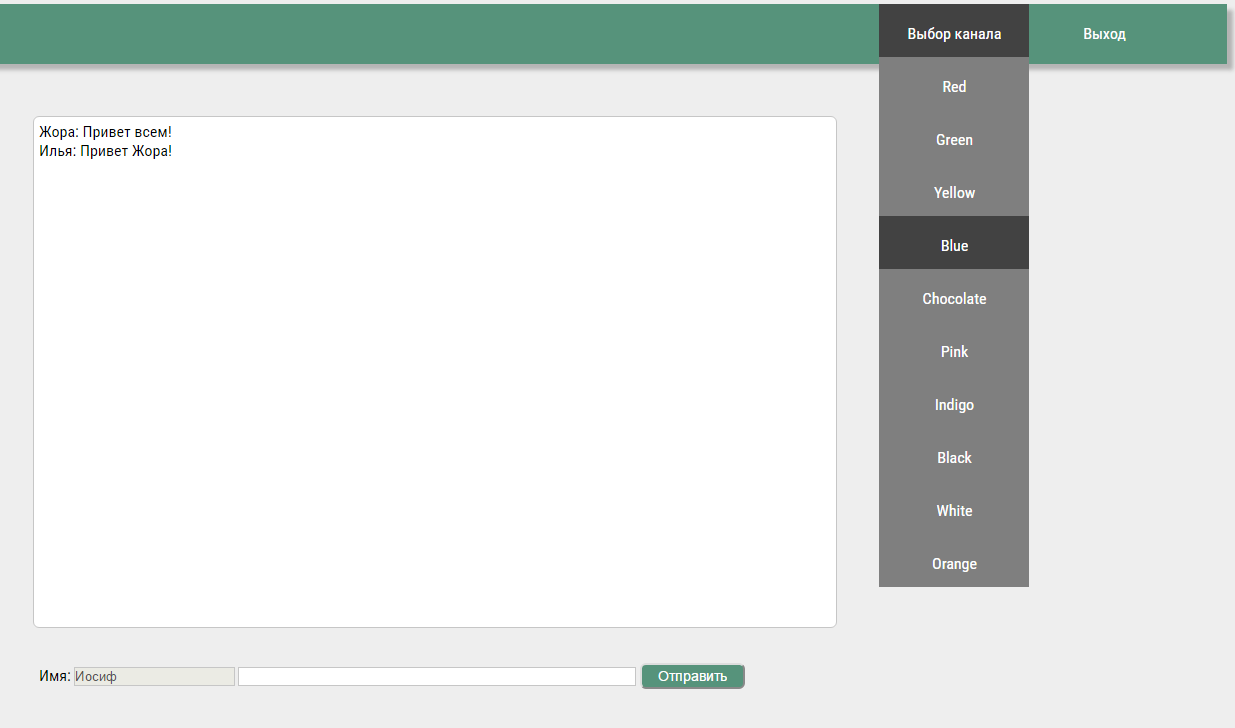 Выбор канала
Выход
Red
Green
Yellow
Blue
Chocolate
Pink
Indigo
Black
White
Orange
Жора: Привет всем!
Илья: Привет Жора!
Имя: Иосиф Отправить